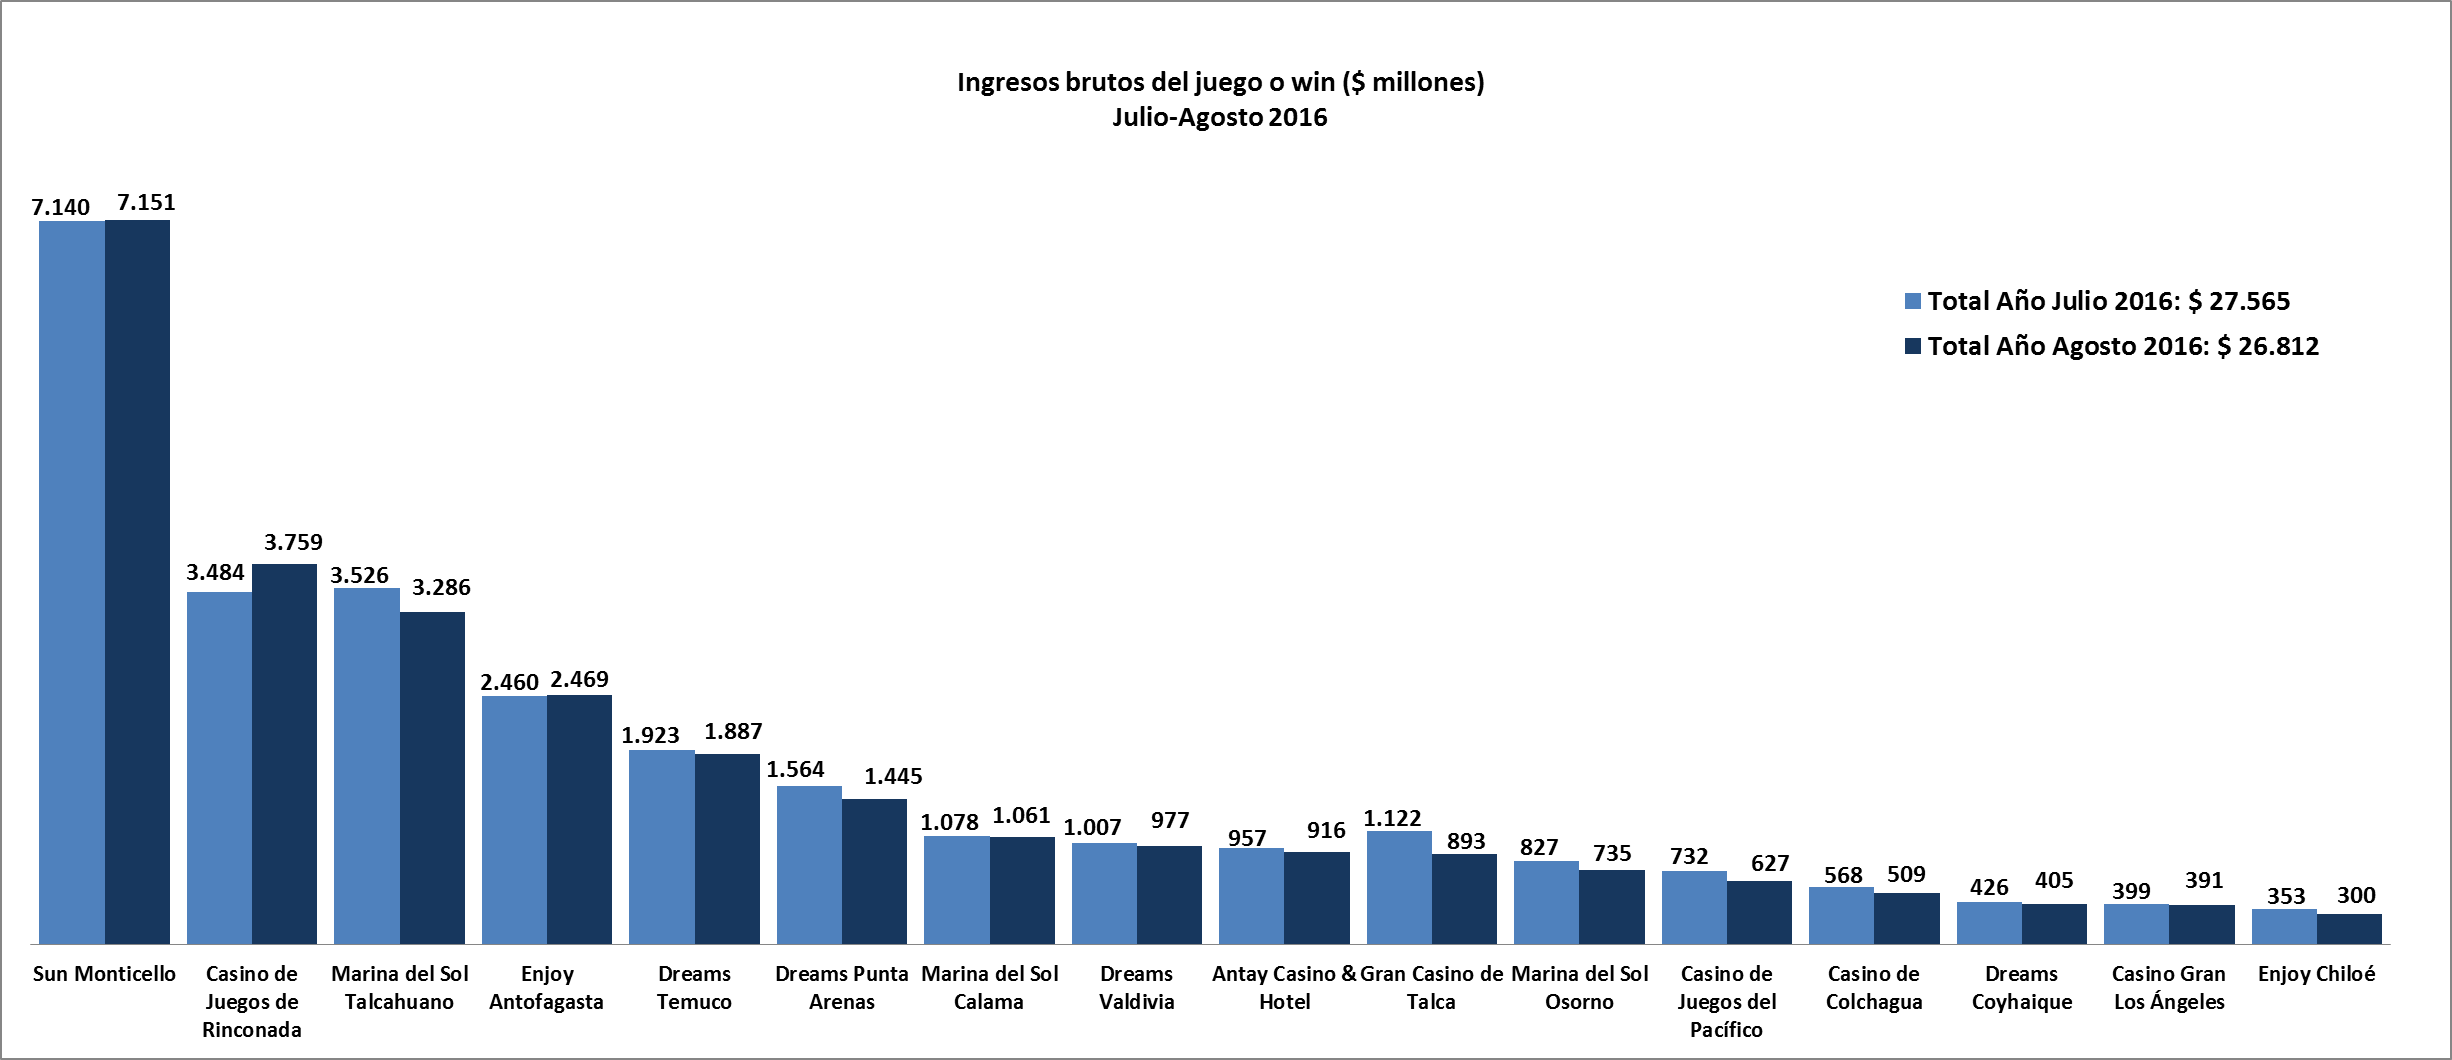 Ingresos brutos del juego o win ($ millones)
Julio-Agosto 2016
Total Año Julio 2016: $ 27.565
Total Año Agosto 2016: $ 26.812
7.140 7.151
3.484 3.759
3.526 3.286
2.460 2.469
1.923 1.887
1.564 1.445
1.078 1.061
1.007 977
957 916
1.122 893
827 735
732 627
568 509
426 405
399 391
353 300
Sun Monticello
Casino de
Juegos de
Rinconada
Marina del Sol
Talcahuano
Enjoy
Antofagasta
Dreams
Temuco
Dreams Punta
Arenas
Marina del Sol
Calama
Dreams
Valdivia
Antay Casino &
Hotel
Gran Casino de
Talca
Marina del Sol
Osorno
Casino de
Juegos del
Pacífico
Casino de
Colchagua
Dreams
Coyhaique
Casino Gran
Los Ángeles
Enjoy Chiloé